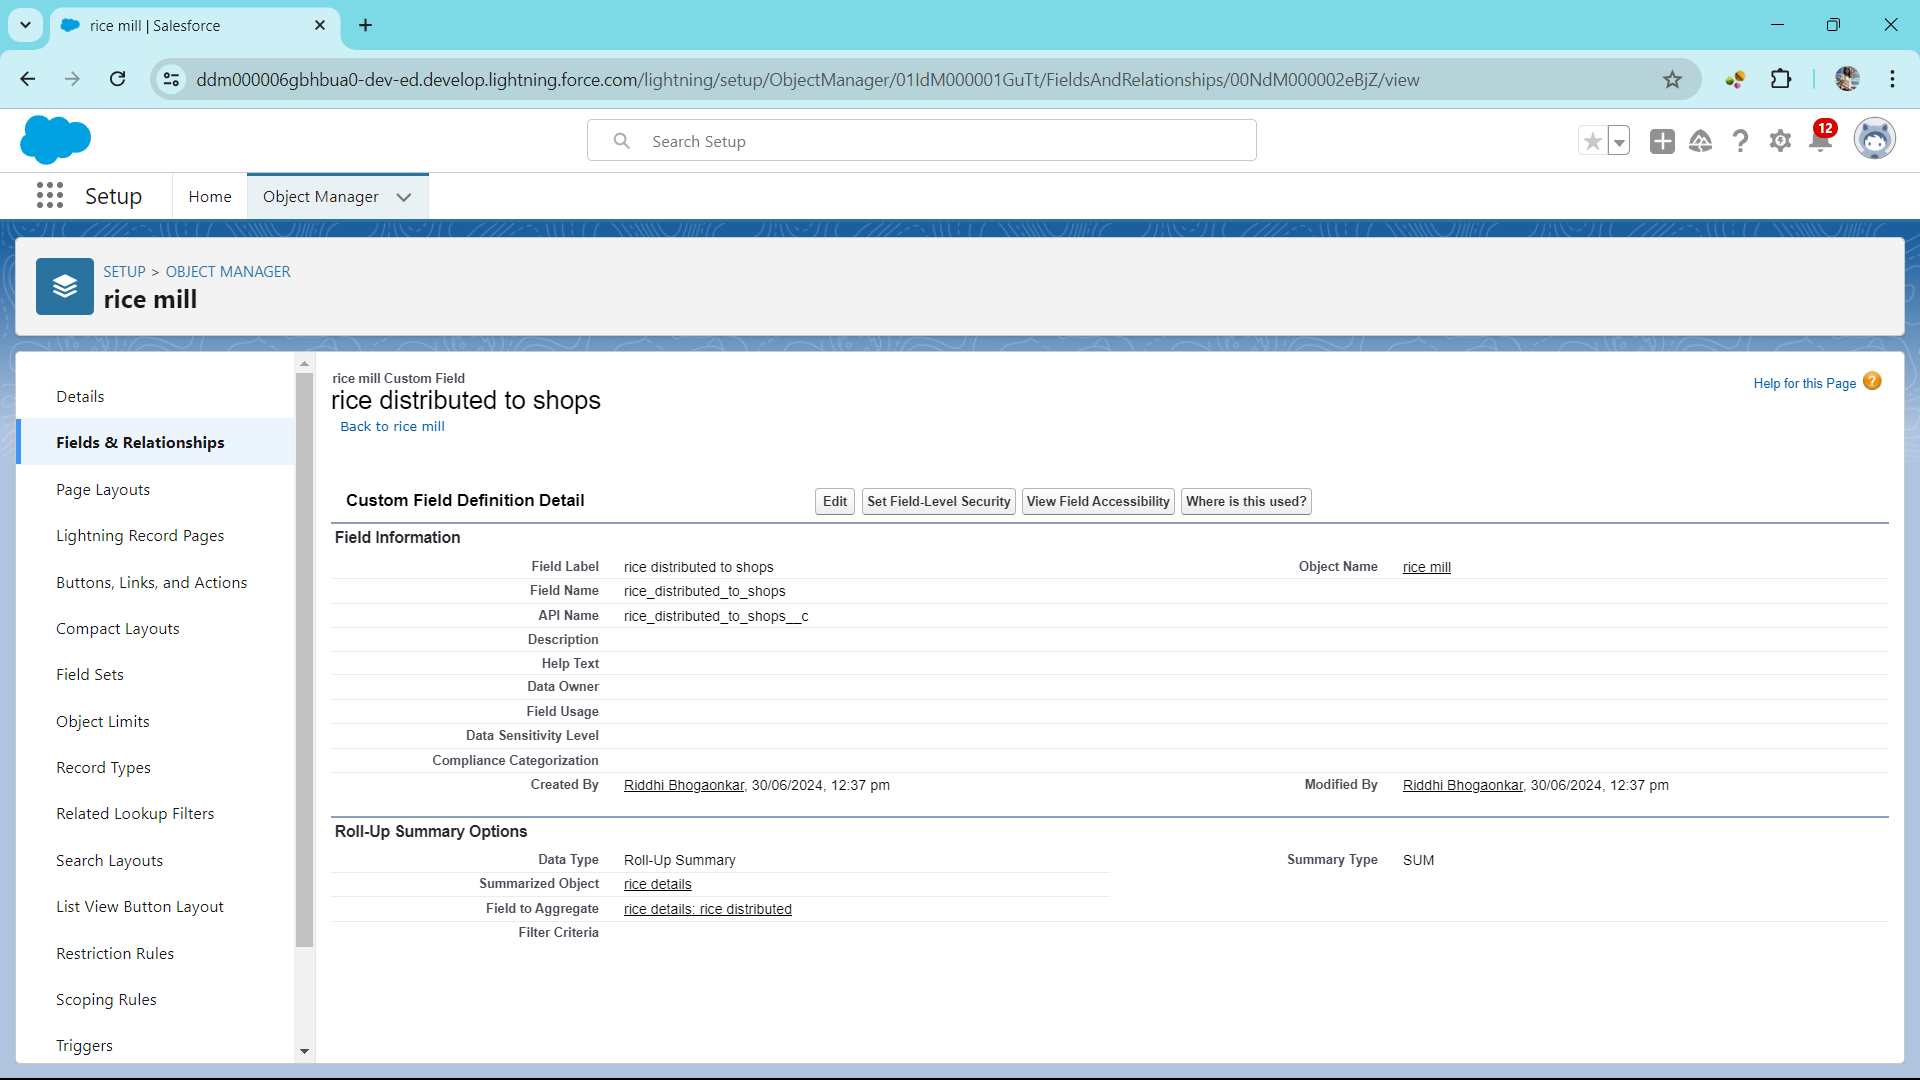 rice mill | Salesforce
ddm000006gbhbua0-dev-ed.develop.lightning.force.com/lightning/setup/ObjectManager/01IdM000001GuTt/FieldsAndRelationships/00NdM000002eBjZ/view
Search Setup
12
Setup
Home
Object Manager
SETUP > OBJECT MANAGER
rice mill
Details
Fields & Relationships
Page Layouts
Lightning Record Pages
Buttons, Links, and Actions
Compact Layouts
Field Sets
Object Limits
Record Types
Related Lookup Filters
Search Layouts
List View Button Layout
Restriction Rules
Scoping Rules
Triggers
rice mill Custom Field
rice distributed to shops
Back to rice mill
Help for this Page ?
Custom Field Definition Detail
Edit Set Field-Level Security View Field Accessibility Where is this used?
Field Information
Field Label rice distributed to shops Object Name rice mill
Field Name rice_distributed_to_shops
API Name rice_distributed_to_shops__c
Description
Help Text
Data Owner
Field Usage
Data Sensitivity Level
Compliance Categorization
Created By Riddhi Bhogaonkar, 30/06/2024, 12:37 pm Modified By Riddhi Bhogaonkar, 30/06/2024, 12:37 pm
Roll-Up Summary Options
Data Type Roll-Up Summary Summary Type SUM
Summarized Object rice details
Field to Aggregate rice details: rice distributed
Filter Criteria